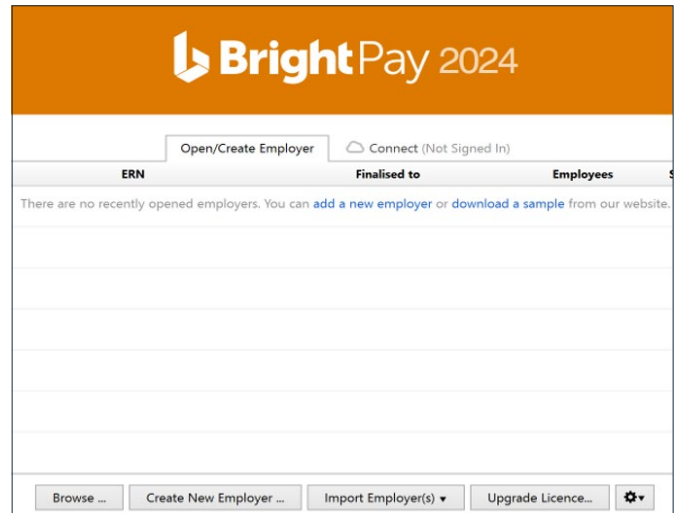 BrightPay 2024
Open/Create Employer Connect (Not Signed In)
ERN Finalised to Employees
There are no recently opened employers. You can add a new employer or download a sample from our website.
Browse ... Create New Employer ... Import Employer(s) ▾ Upgrade Licence...